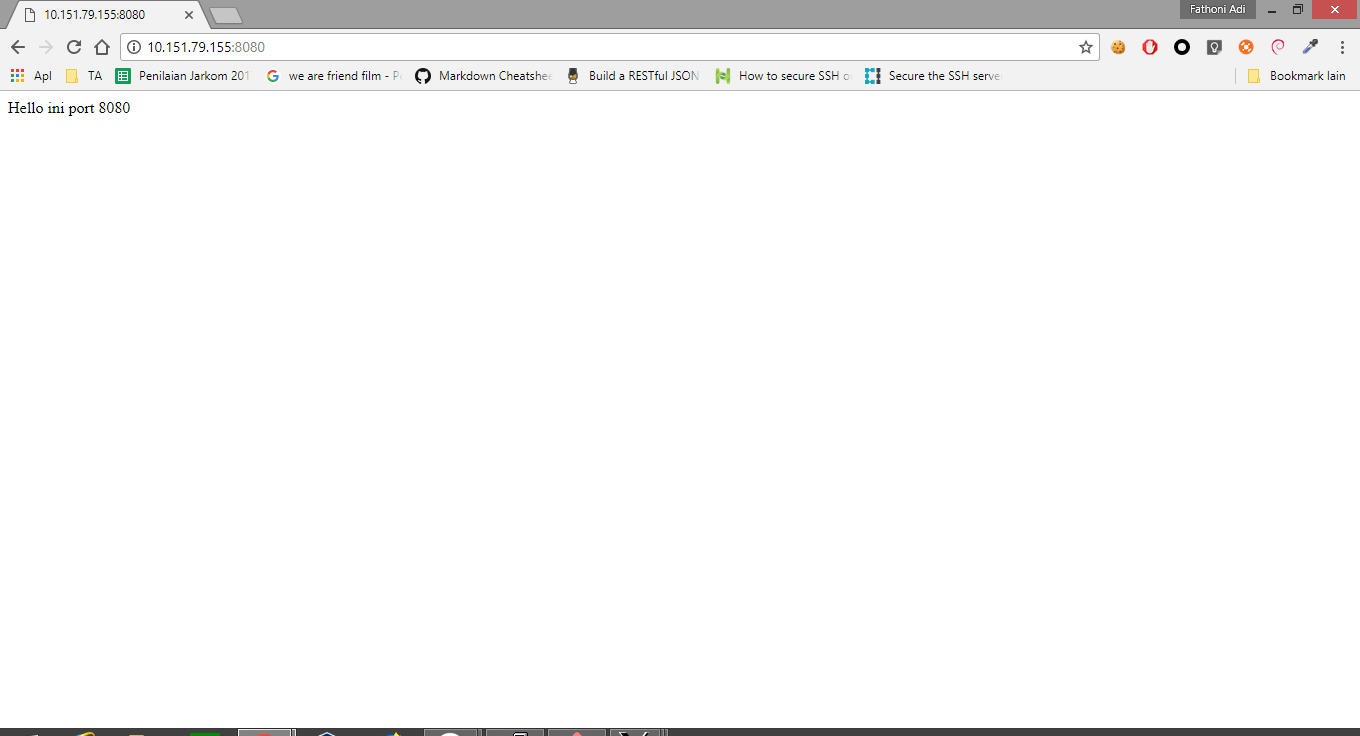 10.151.79.155:8080
Fathoni Adi
10.151.79.155:8080
Apl TA Penilaian Jarkom 201 we are friend film - P Markdown Cheatshee Build a RESTful JSON How to secure SSH o Secure the SSH serve Bookmark lain
Hello ini port 8080